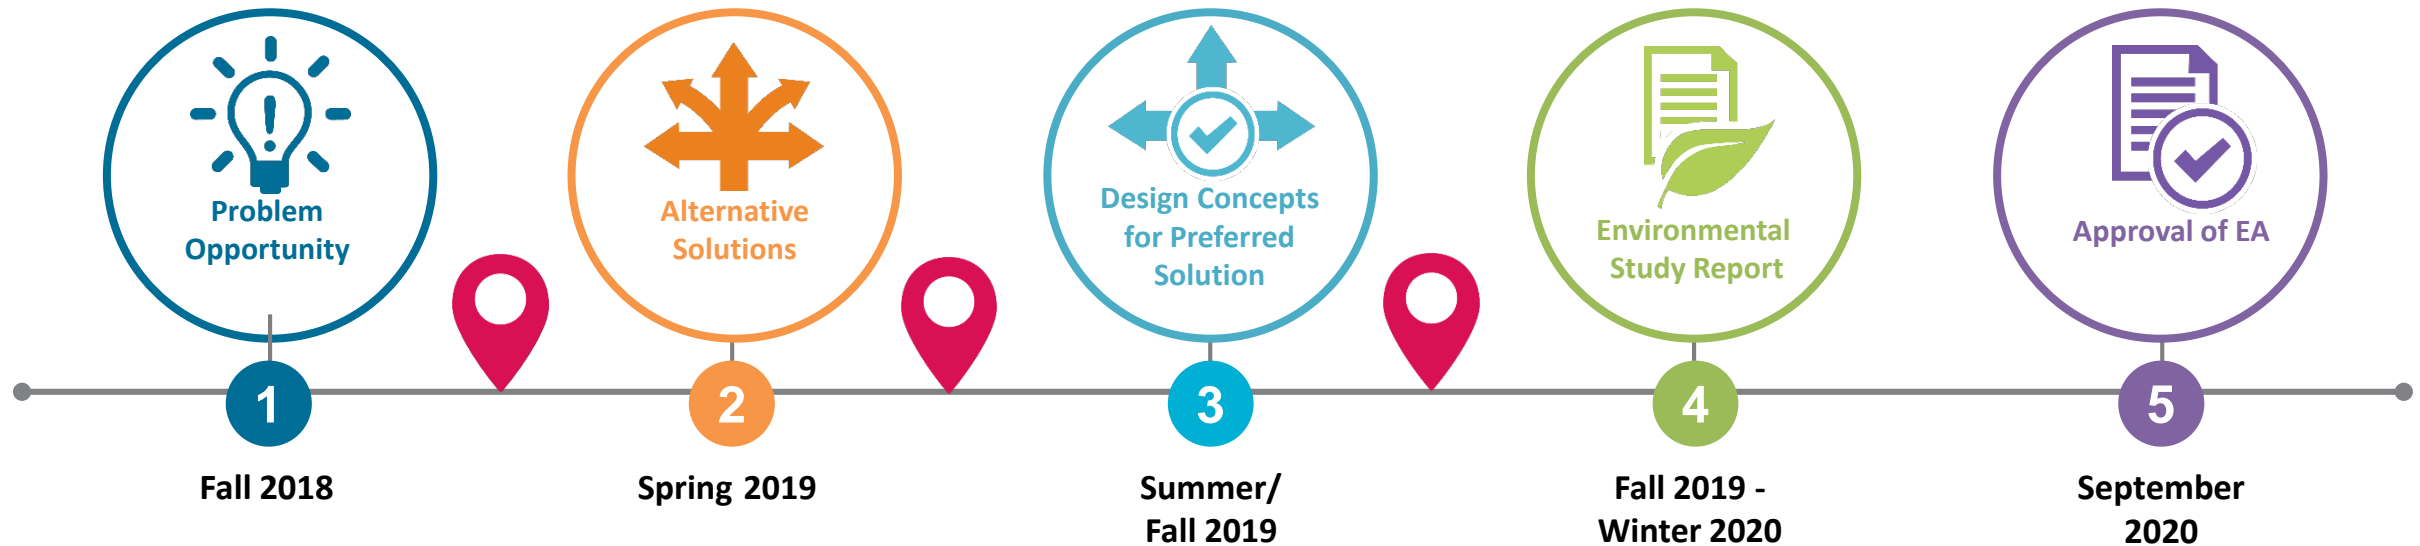 Problem
Opportunity
1
Fall 2018
Alternative
Solutions
2
Spring 2019
Design Concepts
for Preferred
Solution
3
Summer/
Fall 2019
Environmental
Study Report
4
Fall 2019 -
Winter 2020
Approval of EA
5
September
2020